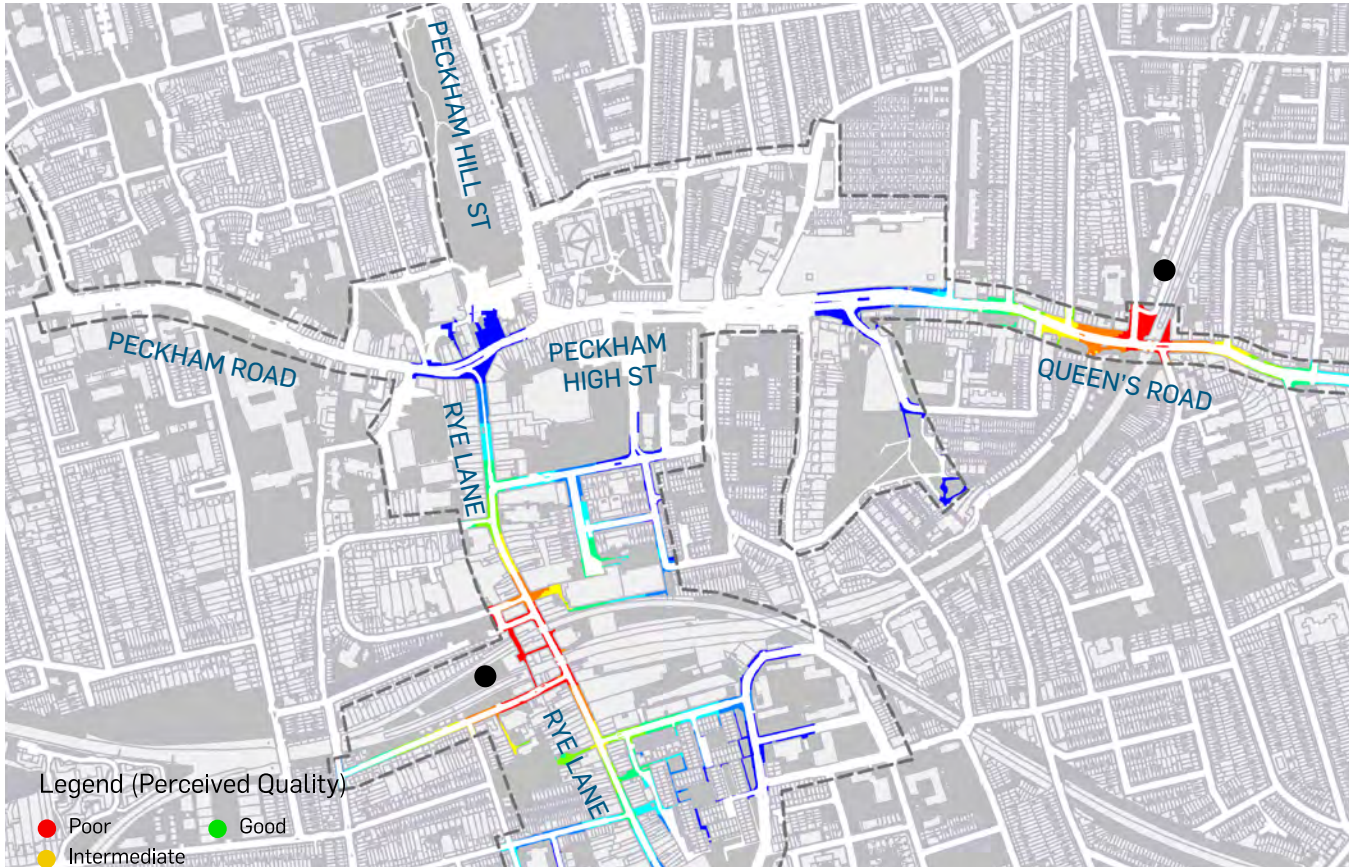 PECKHAM HILL ST
PECKHAM ROAD
PECKHAM
HIGH ST
QUEEN'S ROAD
RYE LANE
RYE LANE
Legend (Perceived Quality)
Poor
Good
Intermediate